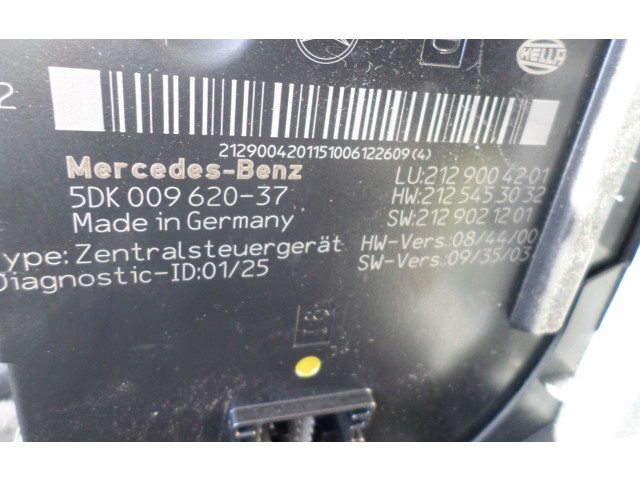 2
HELLA
2129004201151006122609(4)
Mercedes-Benz
5DK 009 620-37
Made in Germany
ype: Zentralsteuergerät
Diagnostic-ID:01/25
LU:212 900 42 01
HW:212 545 30 32
SW:212 902 12 01
HW-Vers:08/44/00
SW-Vers:09/35/03